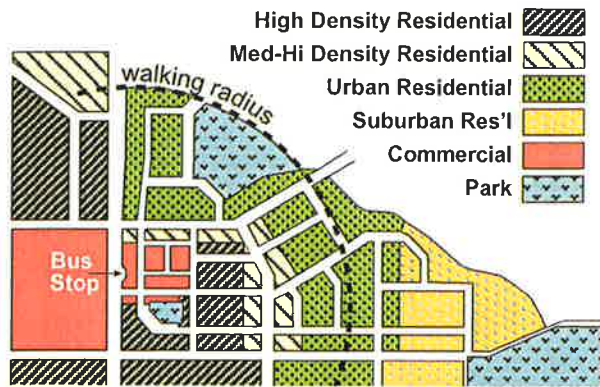 High Density Residential
Med-Hi Density Residential
walking radius
Urban Residential
Suburban Res'l
Commercial
Park
Bus
Stop